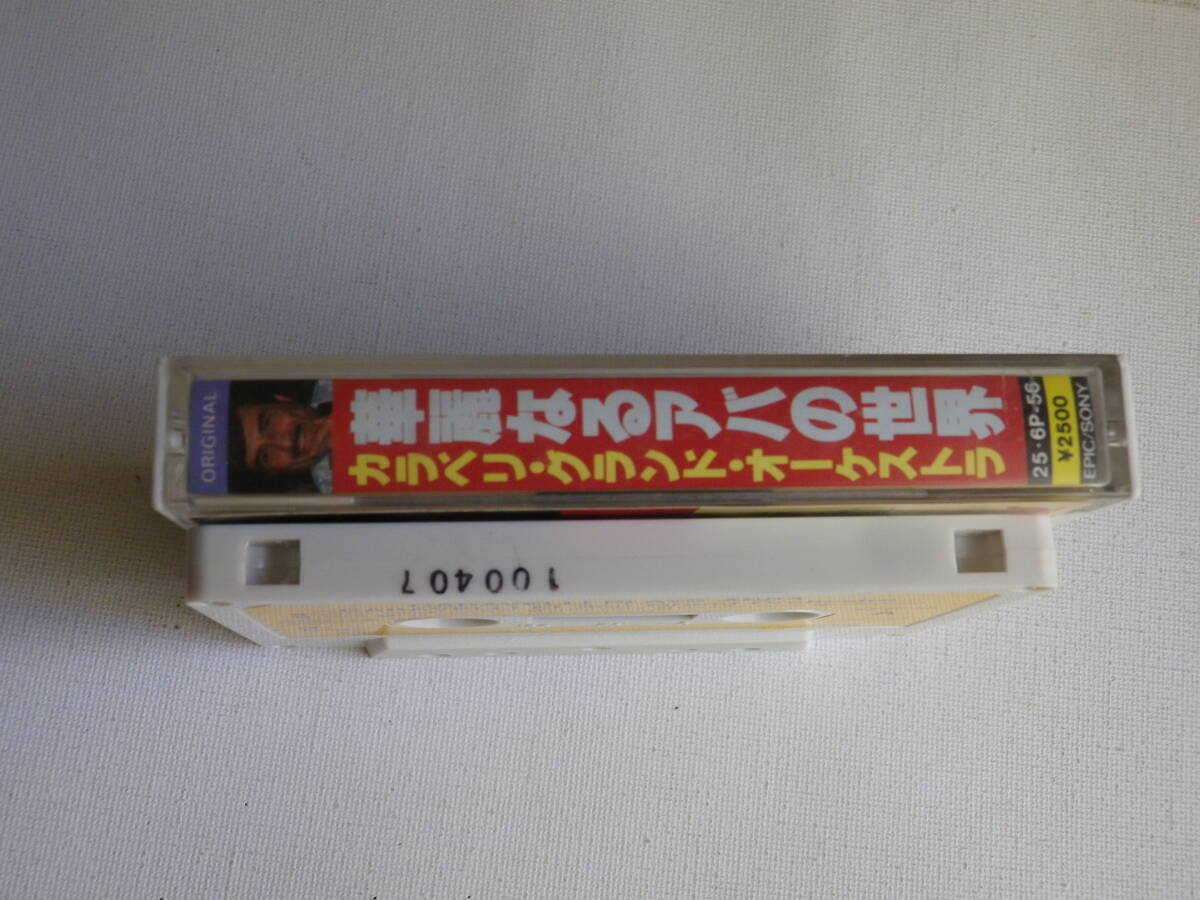 ORIGINAL
華麗なるアバの世界
カラベリ・グランド・オーケストラ
25・6P-56
¥2500
EPIC/SONY
100407